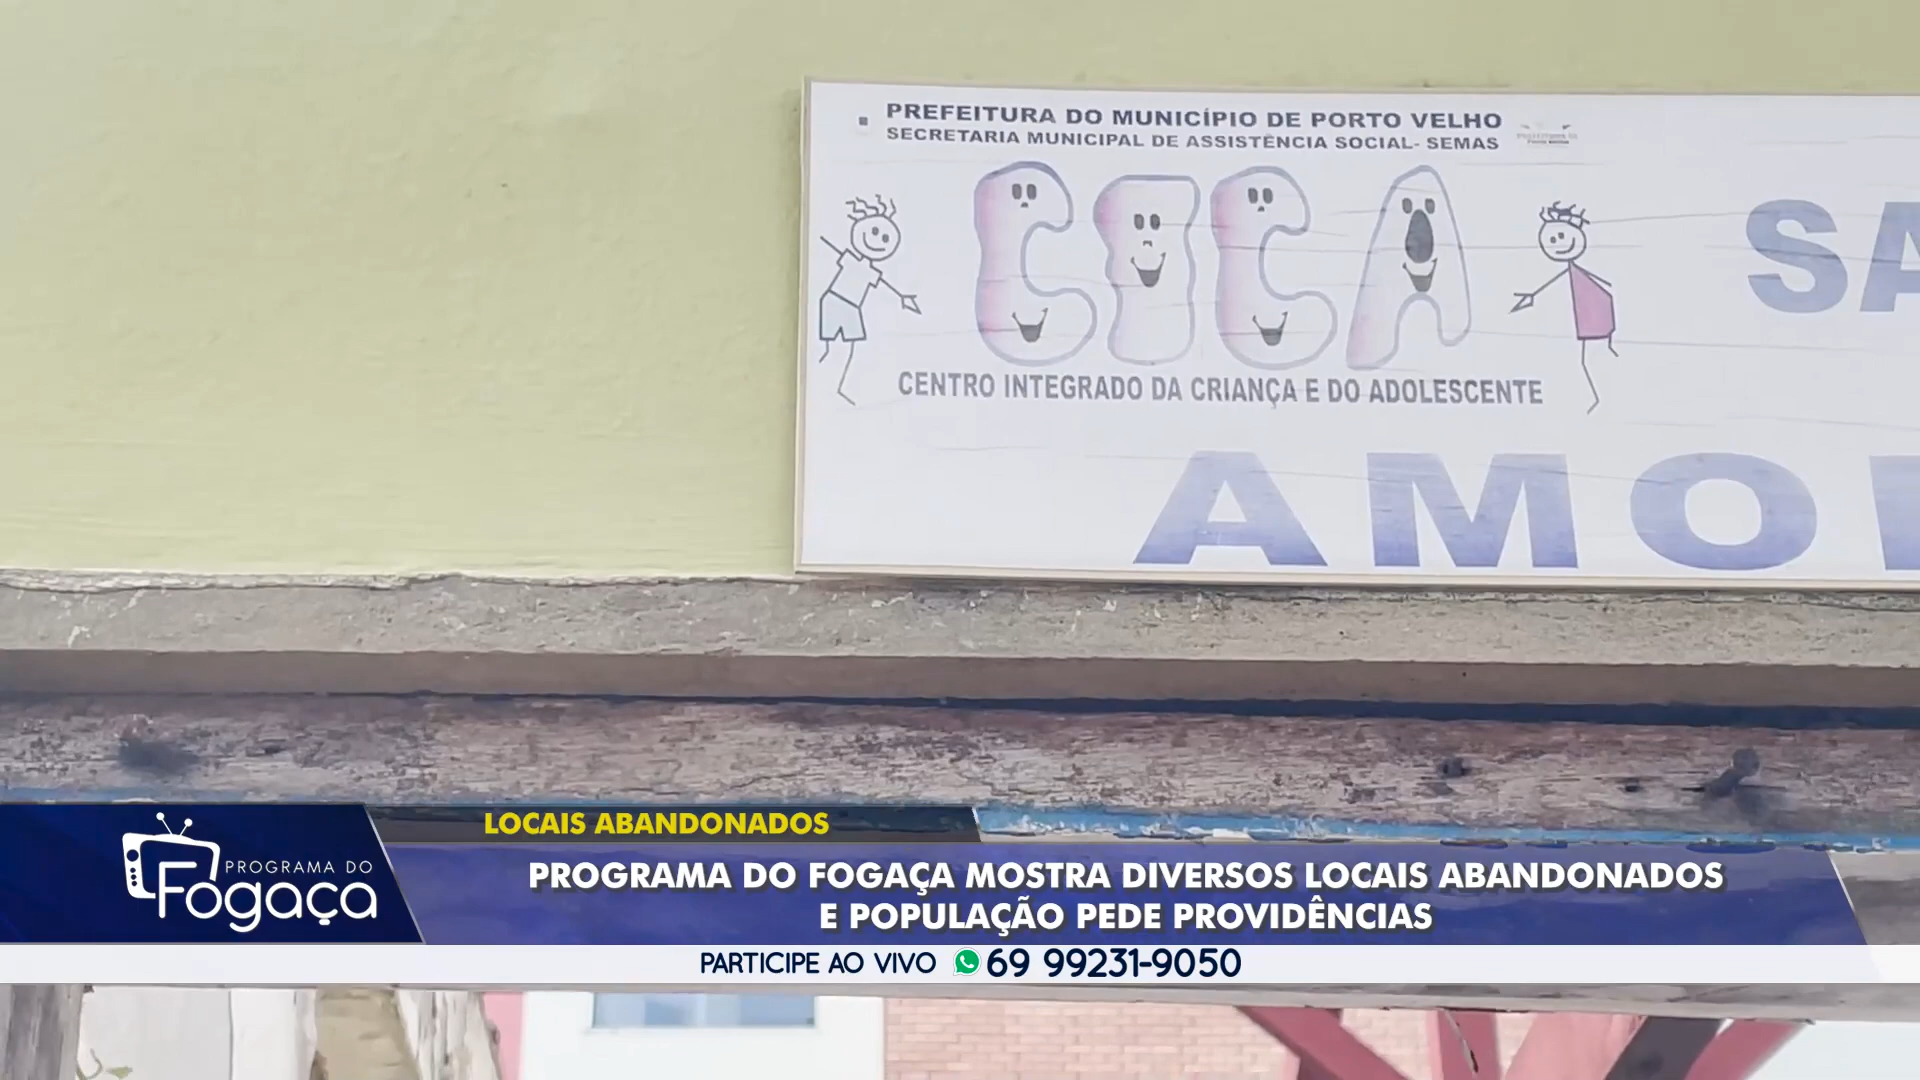 PREFEITURA DO MUNICÍPIO DE PORTO VELHO
SECRETARIA MUNICIPAL DE ASSISTÊNCIA SOCIAL- SEMAS
CICA
CENTRO INTEGRADO DA CRIANÇA E DO ADOLESCENTE
LOCAIS ABANDONADOS
PROGRAMA DO
Fogaça
PROGRAMA DO FOGAÇA MOSTRA DIVERSOS LOCAIS ABANDONADOS
E POPULAÇÃO PEDE PROVIDÊNCIAS
PARTICIPE AO VIVO 69 99231-9050